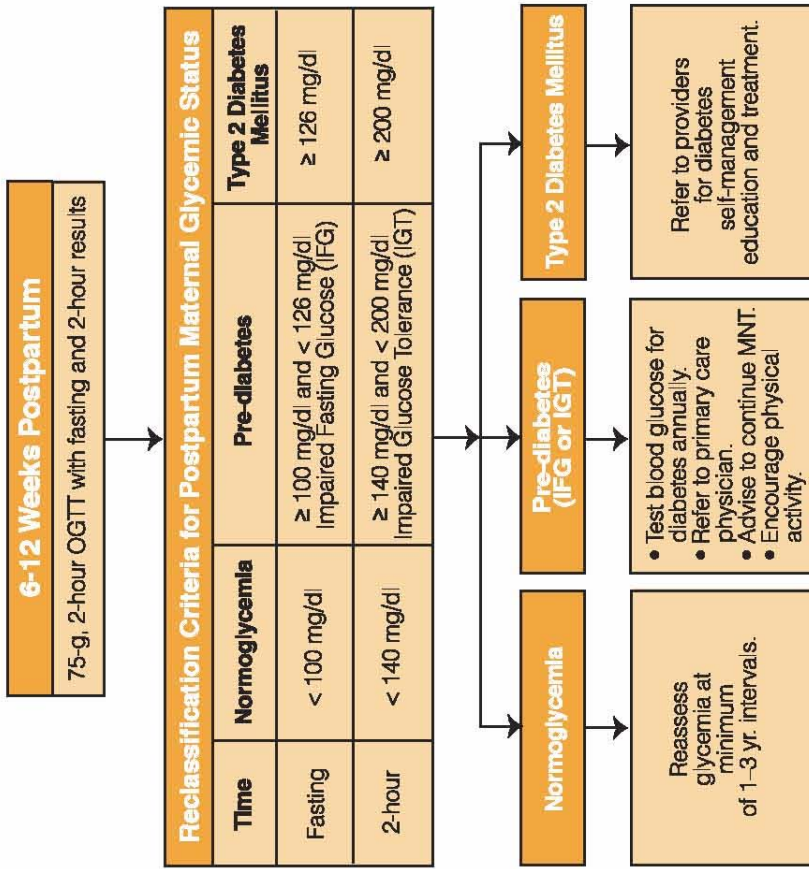 6-12 Weeks Postpartum
75-g, 2-hour OGTT with fasting and 2-hour results
Reclassification Criteria for Postpartum Maternal Glycemic Status
Time
Normoglycemia
Pre-diabetes
Type 2 Diabetes
Mellitus
Fasting
< 100 mg/dl
≥ 100 mg/dl and < 126 mg/dl
Impaired Fasting Glucose (IFG)
≥ 126 mg/dl
2-hour
< 140 mg/dl
≥ 140 mg/dl and < 200 mg/dl
Impaired Glucose Tolerance (IGT)
≥ 200 mg/dl
Normoglycemia
Reassess
glycemia at
minimum
of 1–3 yr. intervals.
Pre-diabetes
(IFG or IGT)
• Test blood glucose for
diabetes annually.
• Refer to primary care
physician.
• Advise to continue MNT.
• Encourage physical
activity.
Type 2 Diabetes Mellitus
Refer to providers
for diabetes
self-management
education and treatment.